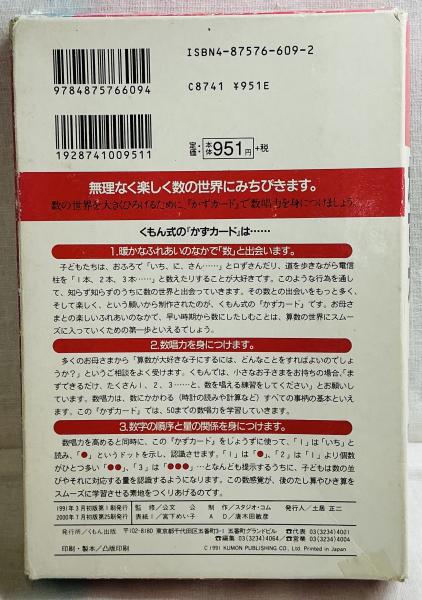 ISBN4-87576-609-2
9784875766094
C8741 ¥951E
1928741009511
定価:本体951円+税
無理なく楽しく数の世界にみちびきます。
数の世界を大きくひろげるために、「かずカード」で数唱力を身につけましょう。
くもん式の「かずカード」は……
1.暖かなふれあいのなかで「数」と出会います。
子どもたちは、おふろで「いち、に、さん……」と口ずさんだり、道を歩きながら電信
柱を「1本、2本、3本……」と数えたりすることが大好きです。このような行為を通し
て、知らず知らずのうちに数の世界と出会っていきます。その数との出会いをもっと多く、
そして楽しく、という願いから制作されたのが、くもん式の「かずカード」です。お母さ
まとの楽しいふれあいのなかで、早い時期から数にしたしむことは、算数の世界にスムー
ズに入っていくための第一歩といえるでしょう。
2.数唱力を身につけます。
多くのお母さまから「算数が大好きな子にするには、どんなことをすればよいのでしょ
うか?」というご相談をよく受けます。くもんでは、小さなお子さまをお持ちの場合、「ま
ずできるだけ、たくさん1、2、3……と、数を唱える練習をしてください」とお願いし
ています。数唱力は、数にかかわる(時計の読みや計算など)すべての事柄の基本といえ
ます。この「かずカード」では、50までの数唱力を学習していきます。
3.数字の順序と量の関係を身につけます。
数唱力を高めると同時に、この「かずカード」をじょうずに使って、「1」は「いち」と
読み、「●」というドットを示し、認識させます。「1」は「●」、「2」は「1」より個数
がひとつ多い「●●」、「3」は「●●●…」となんども提示するうちに、子どもは数の並
びやそれに対応する量を認識するようになります。この数感覚が、後のたし算やひき算を
スムーズに学習させる素地をつくりあげるのです。
1991年3月初版第1刷発行
2000年1月初版第25刷発行
監修/公文 公 制作/スタジオ・コム
表紙I/宮下めい子 AD/唐木田敏彦
発行人/土居 正二
発行所/くもん出版 〒102-8180 東京都千代田区五番町3-1 五番町グランドビル ☎代表 03(3234)4021
☎編集 03(3234)4064/☎営業 03(3234)4004
印刷・製本/凸版印刷 © 1991 KUMON PUBLISHING CO., Ltd. Printed in Japan